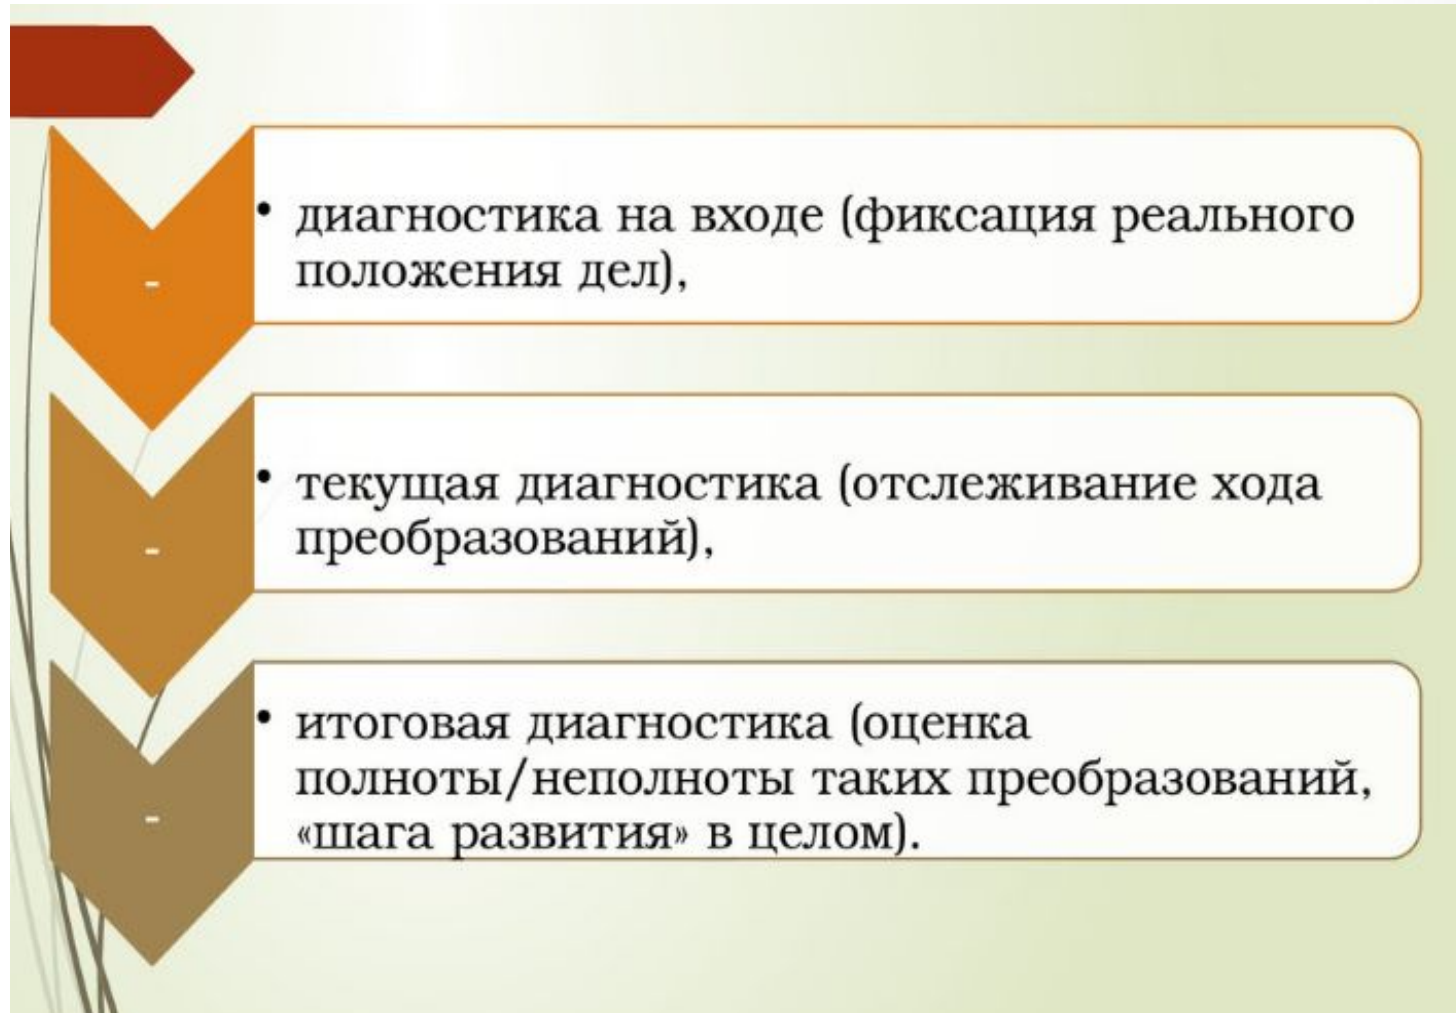 -
• диагностика на входе (фиксация реального
положения дел),
-
• текущая диагностика (отслеживание хода
преобразований),
-
• итоговая диагностика (оценка
полноты/неполноты таких преобразований,
«шага развития» в целом).